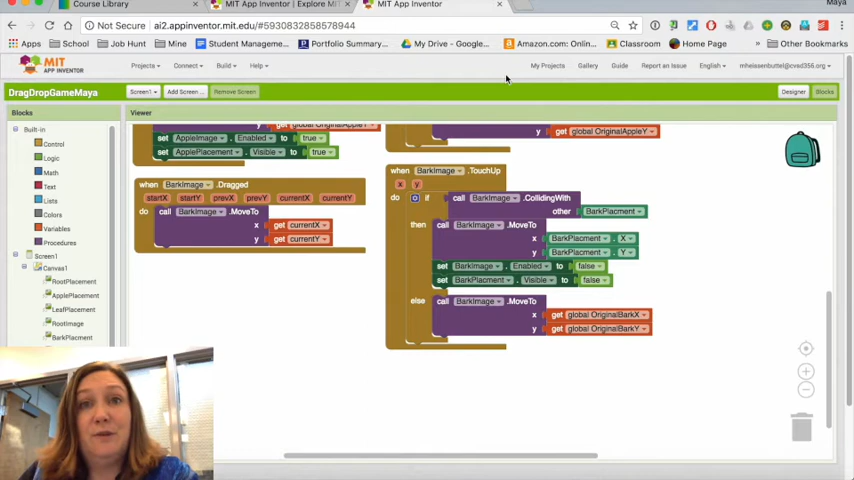 Course Library
MIT App Inventor | Explore M
MIT App Inventor
Maya
Not Secure ai2.appinventor.mit.edu/#5930832858578944
Apps School Job Hunt Mine Student Manageme... Portfolio Summary... My Drive - Google... Amazon.com: Onlin... Classroom Home Page Other Bookmarks
MIT APP INVENTOR
Projects Connect Build Help My Projects Gallery Guide Report an Issue English mheissenbuttel@cvsd356.org
DragDropGameMaya Screen1 Add Screen ... Remove Screen Designer Blocks
Blocks Viewer
Built-in
Control
Logic
Math
Text
Lists
Colors
Variables
Procedures
Screen1
Canvas1
RootPlacement
ApplePlacement
LeafPlacement
RootImage
BarkPlacment
set AppleImage . Enabled to true
set ApplePlacement . Visible to true
when BarkImage .Dragged
startX startY prevX prevY currentX currentY
do call BarkImage .MoveTo
x get currentX
y get currentY
y get global OriginalAppleY
when BarkImage .TouchUp
x y
do if call BarkImage .CollidingWith
other BarkPlacment
then call BarkImage .MoveTo
x BarkPlacment . X
y BarkPlacment . Y
set BarkImage . Enabled to false
set BarkPlacment . Visible to false
else call BarkImage .MoveTo
x get global OriginalBarkX
y get global OriginalBarkY